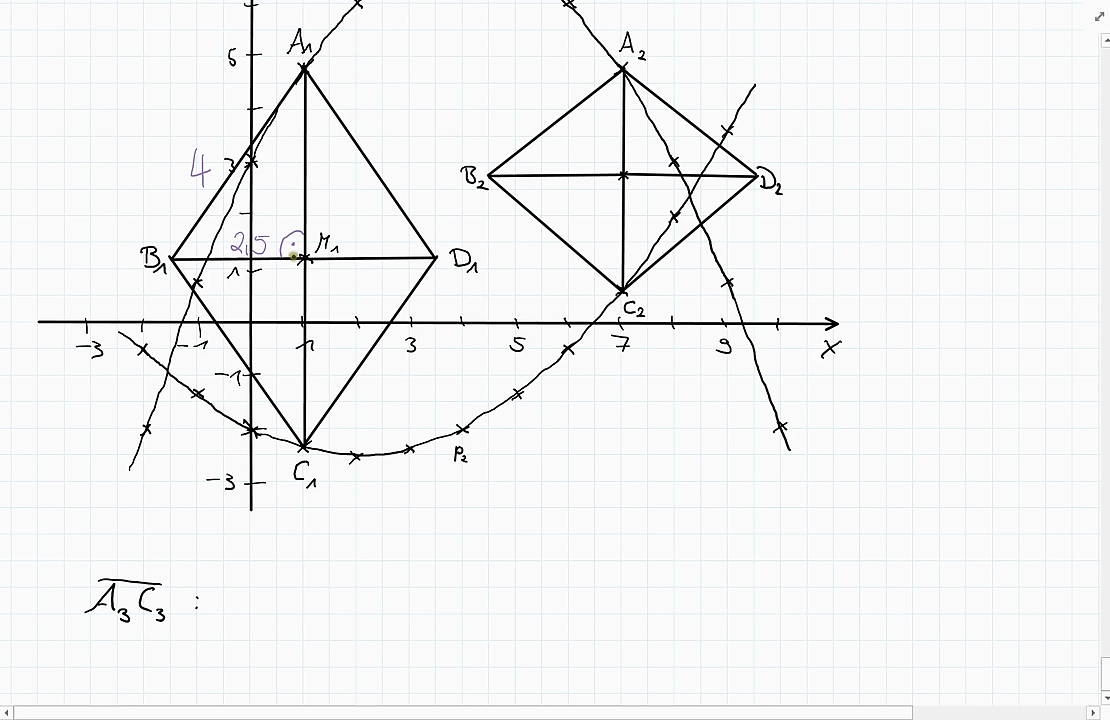 A₁
A₂
5
3
4
B₂
D₂
2,5
M₁
B₁
D₁
1
C₂
-3
-1
1
3
5
7
9
x
-1
p₂
C₁
-3
A₃C₃ :